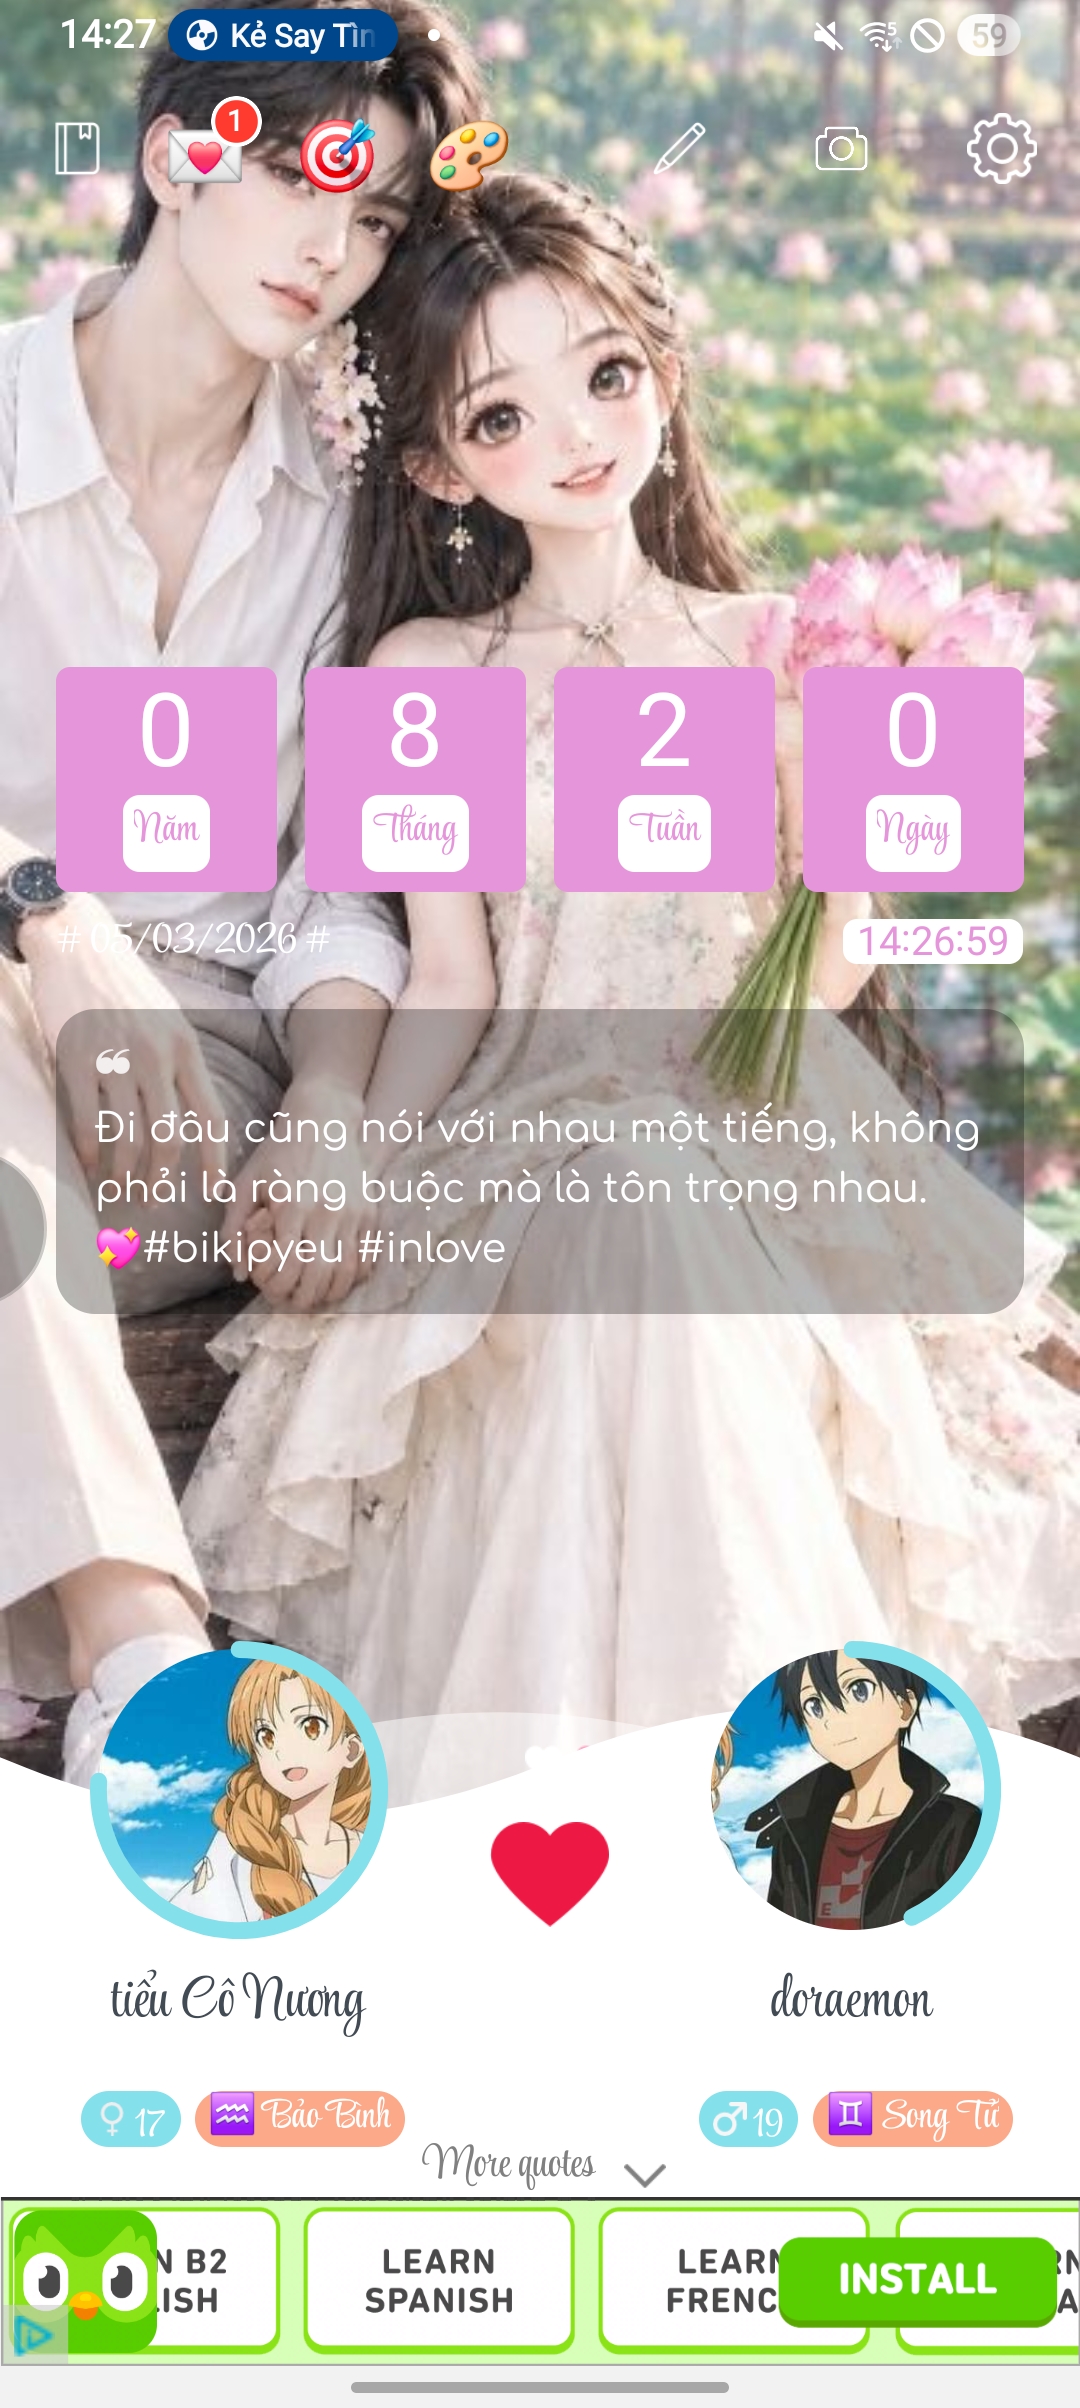 14:27
Kẻ Say Tìn
5
59
1
0
8
2
0
Năm
Tháng
Tuần
Ngày
# 05/03/2026 #
14:26:59
❝
Đi đâu cũng nói với nhau một tiếng, không
phải là ràng buộc mà là tôn trọng nhau.
💖#bikipyeu #inlove
tiểu Cô Nương
doraemon
♀ 17
♒ Bảo Bình
♂ 19
♊ Song Tử
More quotes
N B2
LISH
LEARN
SPANISH
LEARN
FRENC
INSTALL